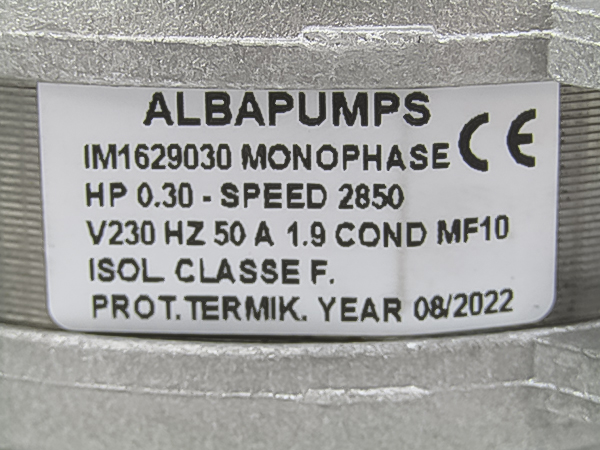 ALBAPUMPS
IM1629030 MONOPHASE CE
HP 0.30 - SPEED 2850
V230 HZ 50 A 1.9 COND MF10
ISOL CLASSE F.
PROT.TERMIK. YEAR 08/2022